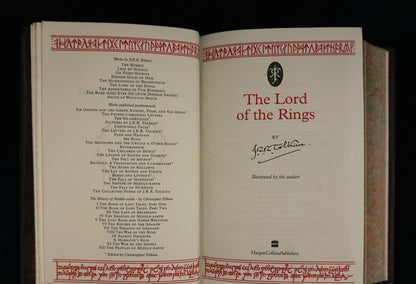 Works by J.R.R. Tolkien
The Hobbit
Leaf by Niggle
On Fairy-Stories
Farmer Giles of Ham
The Homecoming of Beorhtnoth
The Lord of the Rings
The Adventures of Tom Bombadil
The Road Goes Ever On (with Donald Swann)
Smith of Wootton Major
Works published posthumously
Sir Gawain and the Green Knight, Pearl and Sir Orfeo*
The Father Christmas Letters
The Silmarillion*
Pictures by J.R.R. Tolkien*
Unfinished Tales*
The Letters of J.R.R. Tolkien*
Finn and Hengest
Mr Bliss
The Monsters and the Critics & Other Essays*
Roverandom
The Children of Húrin*
The Legend of Sigurd and Gudrún*
The Fall of Arthur*
Beowulf: A Translation and Commentary*
The Story of Kullervo
The Lay of Aotrou and Itroun
Beren and Lúthien*
The Fall of Gondolin*
The Nature of Middle-earth
The Fall of Númenor
The Collected Poems of J.R.R. Tolkien
The History of Middle-earth – by Christopher Tolkien
I The Book of Lost Tales, Part One
II The Book of Lost Tales, Part Two
III The Lays of Beleriand
IV The Shaping of Middle-earth
V The Lost Road and Other Writings
VI The Return of the Shadow
VII The Treason of Isengard
VIII The War of the Ring
IX Sauron Defeated
X Morgoth's Ring
XI The War of the Jewels
XII The Peoples of Middle-earth
* Edited by Christopher Tolkien
The Lord
of the Rings
BY
J.R.R. Tolkien
Illustrated by the author
HarperCollinsPublishers